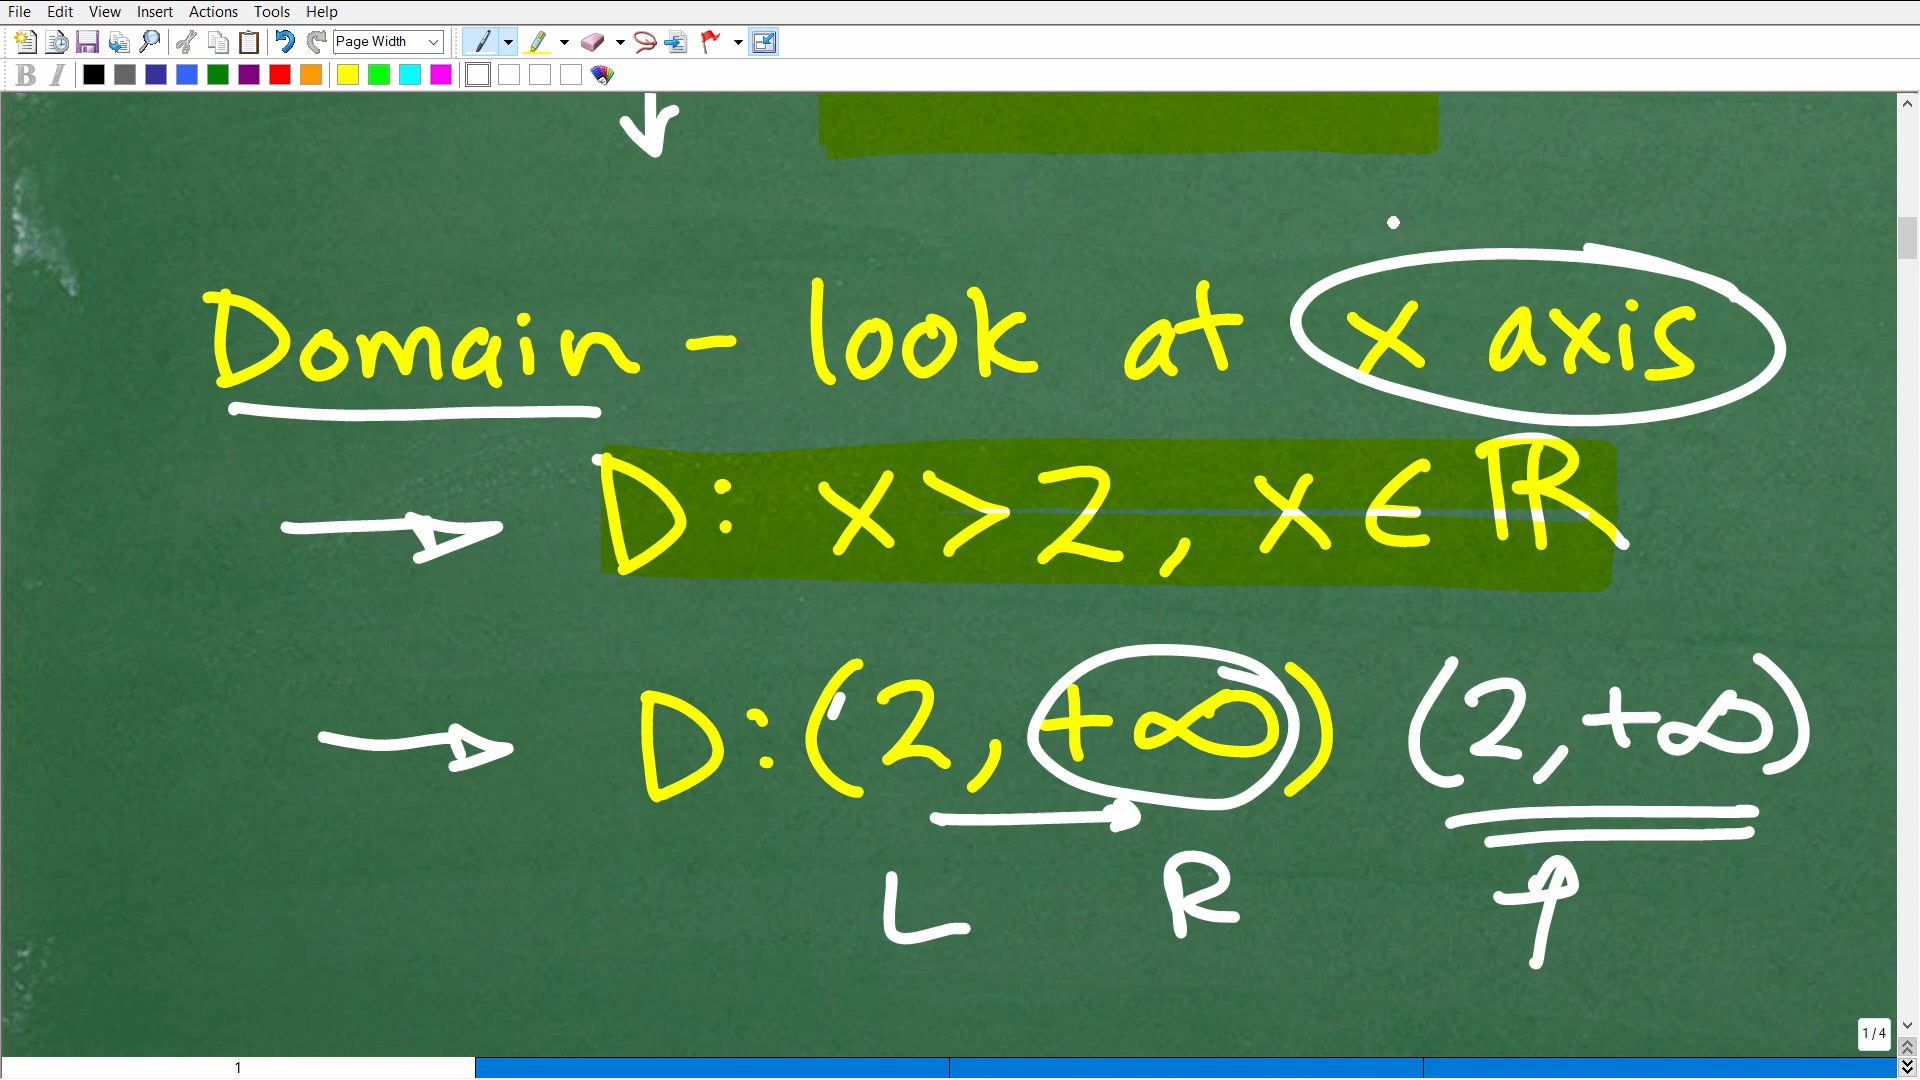 File Edit View Insert Actions Tools Help
Page Width
B I
Domain - look at x axis
D: x > 2, x ∈ ℝ
D: (2, +∞) (2, +∞)
L R
1 / 4
1